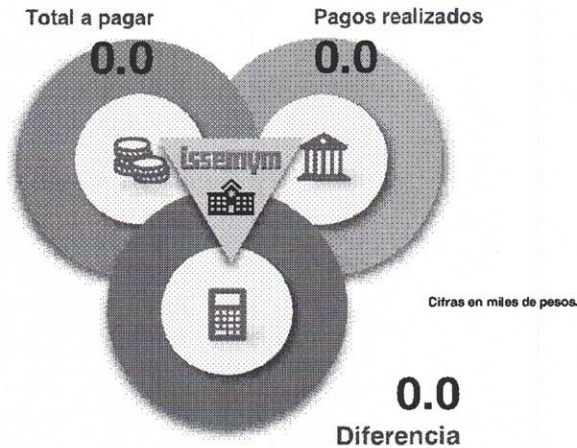 Total a pagar
0.0
Pagos realizados
0.0
issemym
Cifras en miles de pesos.
0.0
Diferencia